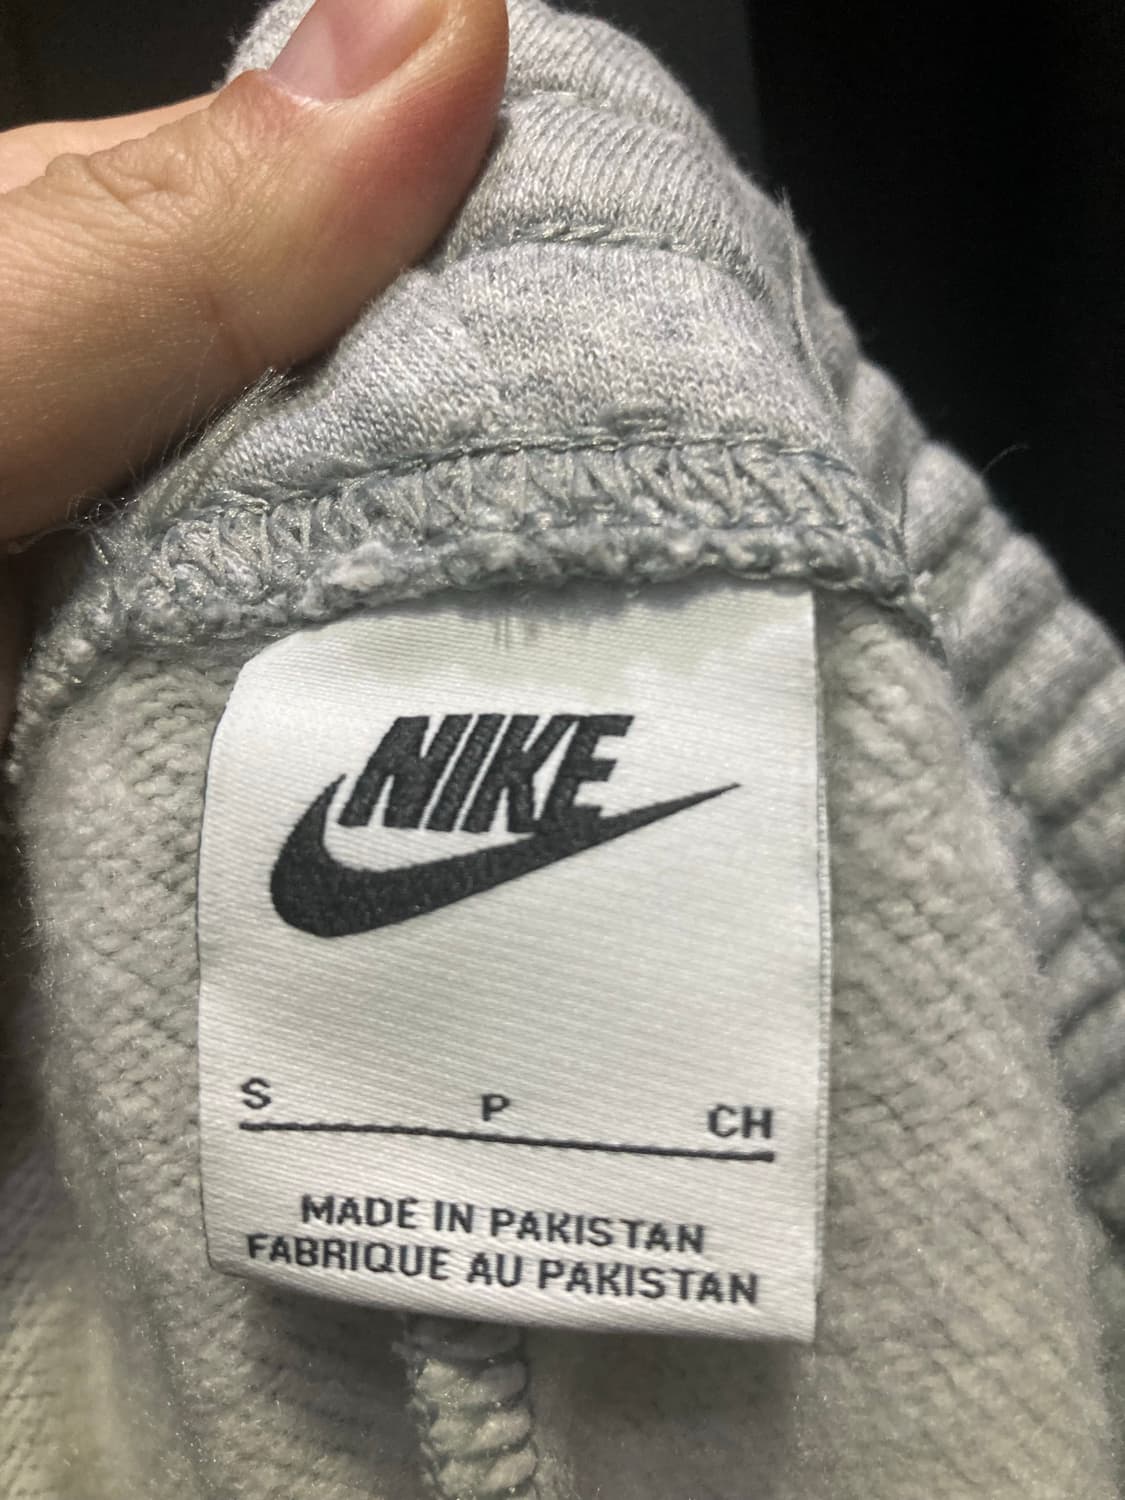 NIKE
S P CH
MADE IN PAKISTAN
FABRIQUE AU PAKISTAN